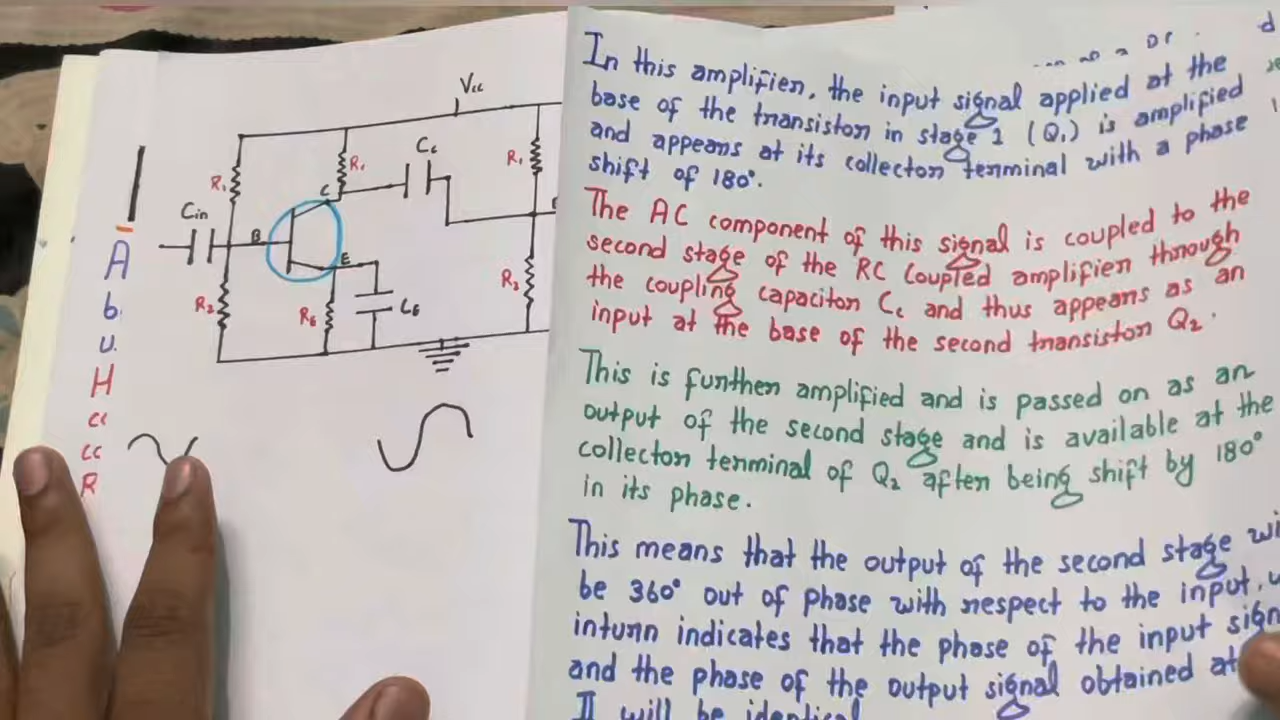 Vcc
R1
R1
Cc
R1
Cin
B
C
E
R2
RE
CE
R2
A
b
u.
H
In this amplifier, the input signal applied at the
base of the transistor in stage 1 (Q1) is amplified
and appears at its collector terminal with a phase
shift of 180°.
The AC component of this signal is coupled to the
second stage of the RC Coupled amplifier through
the coupling capacitor Cc and thus appears as an
input at the base of the second transistor Q2.
This is further amplified and is passed on as an
output of the second stage and is available at the
collector terminal of Q2 after being shift by 180°
in its phase.
This means that the output of the second stage
be 360° out of phase with respect to the input,
inturn indicates that the phase of the input
and the phase of the output signal obtained at
II will be identical